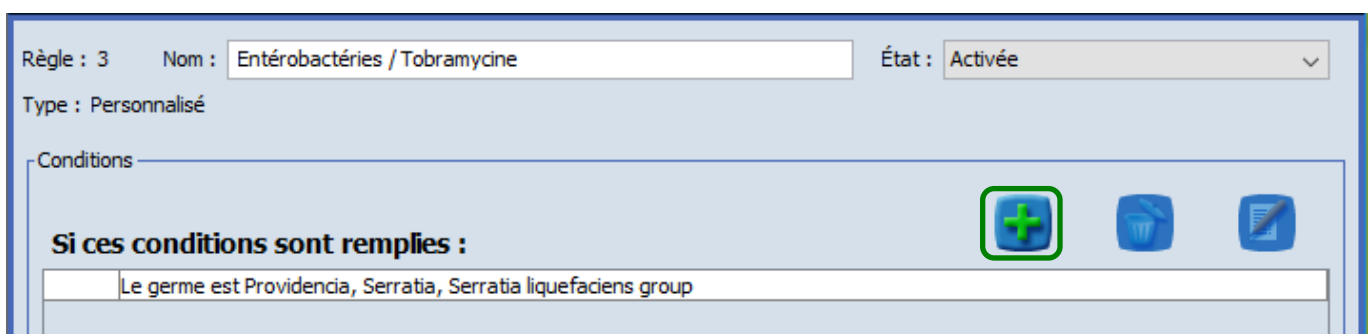 Règle : 3 Nom : Entérobactéries / Tobramycine État : Activée
Type : Personnalisé
Conditions
Si ces conditions sont remplies :
Le germe est Providencia, Serratia, Serratia liquefaciens group